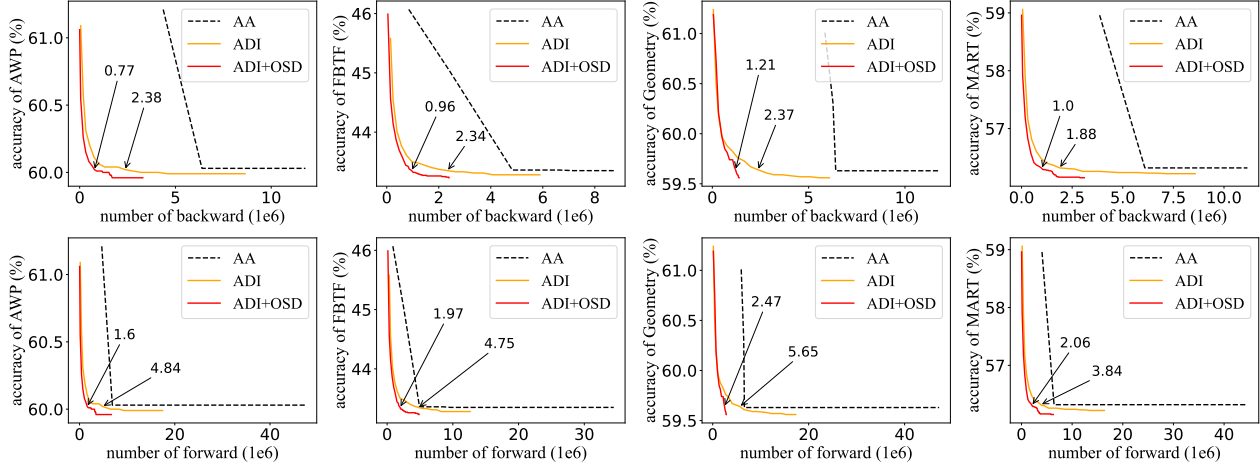 accuracy of AWP (%)
61.0
60.5
60.0
0.77
2.38
AA
ADI
ADI+OSD
0
5
10
number of backward (1e6)
accuracy of FBTF (%)
46
45
44
0.96
2.34
AA
ADI
ADI+OSD
0
2
4
6
8
number of backward (1e6)
accuracy of Geometry (%)
61.0
60.5
60.0
59.5
1.21
2.37
AA
ADI
ADI+OSD
0
5
10
number of backward (1e6)
accuracy of MART (%)
59
58
57
1.0
1.88
AA
ADI
ADI+OSD
0.0
2.5
5.0
7.5
10.0
number of backward (1e6)
accuracy of AWP (%)
61.0
60.5
60.0
1.6
4.84
AA
ADI
ADI+OSD
0
20
40
number of forward (1e6)
accuracy of FBTF (%)
46
45
44
1.97
4.75
AA
ADI
ADI+OSD
0
10
20
30
number of forward (1e6)
accuracy of Geometry (%)
61.0
60.5
60.0
59.5
2.47
5.65
AA
ADI
ADI+OSD
0
10
20
30
40
number of forward (1e6)
accuracy of MART (%)
59
58
57
2.06
3.84
AA
ADI
ADI+OSD
0
10
20
30
40
number of forward (1e6)